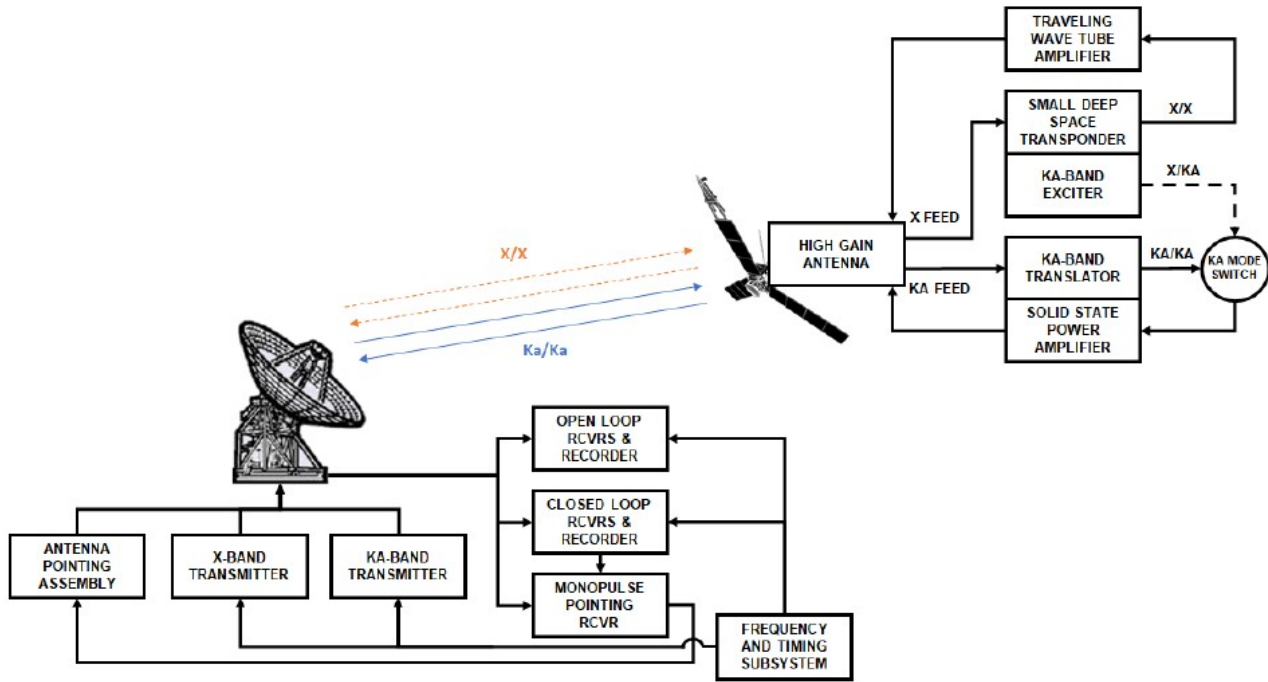 TRAVELING
WAVE TUBE
AMPLIFIER
SMALL DEEP
SPACE
TRANSPONDER
X/X
KA-BAND
EXCITER
X/KA
X FEED
HIGH GAIN
ANTENNA
KA FEED
KA-BAND
TRANSLATOR
KA/KA
KA MODE
SWITCH
SOLID STATE
POWER
AMPLIFIER
X/X
Ka/Ka
OPEN LOOP
RCVRS &
RECORDER
CLOSED LOOP
RCVRS &
RECORDER
ANTENNA
POINTING
ASSEMBLY
X-BAND
TRANSMITTER
KA-BAND
TRANSMITTER
MONOPULSE
POINTING
RCVR
FREQUENCY
AND TIMING
SUBSYSTEM